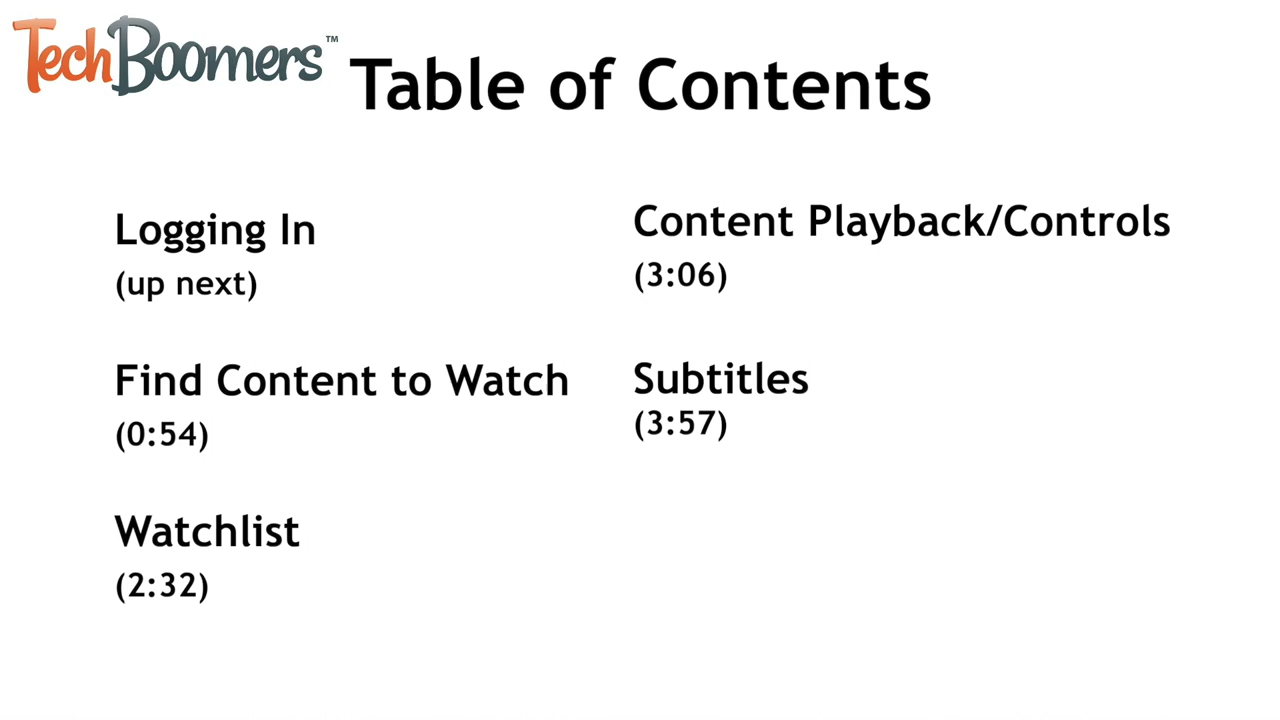 TechBoomers™
Table of Contents
Logging In
(up next)
Find Content to Watch
(0:54)
Watchlist
(2:32)
Content Playback/Controls
(3:06)
Subtitles
(3:57)